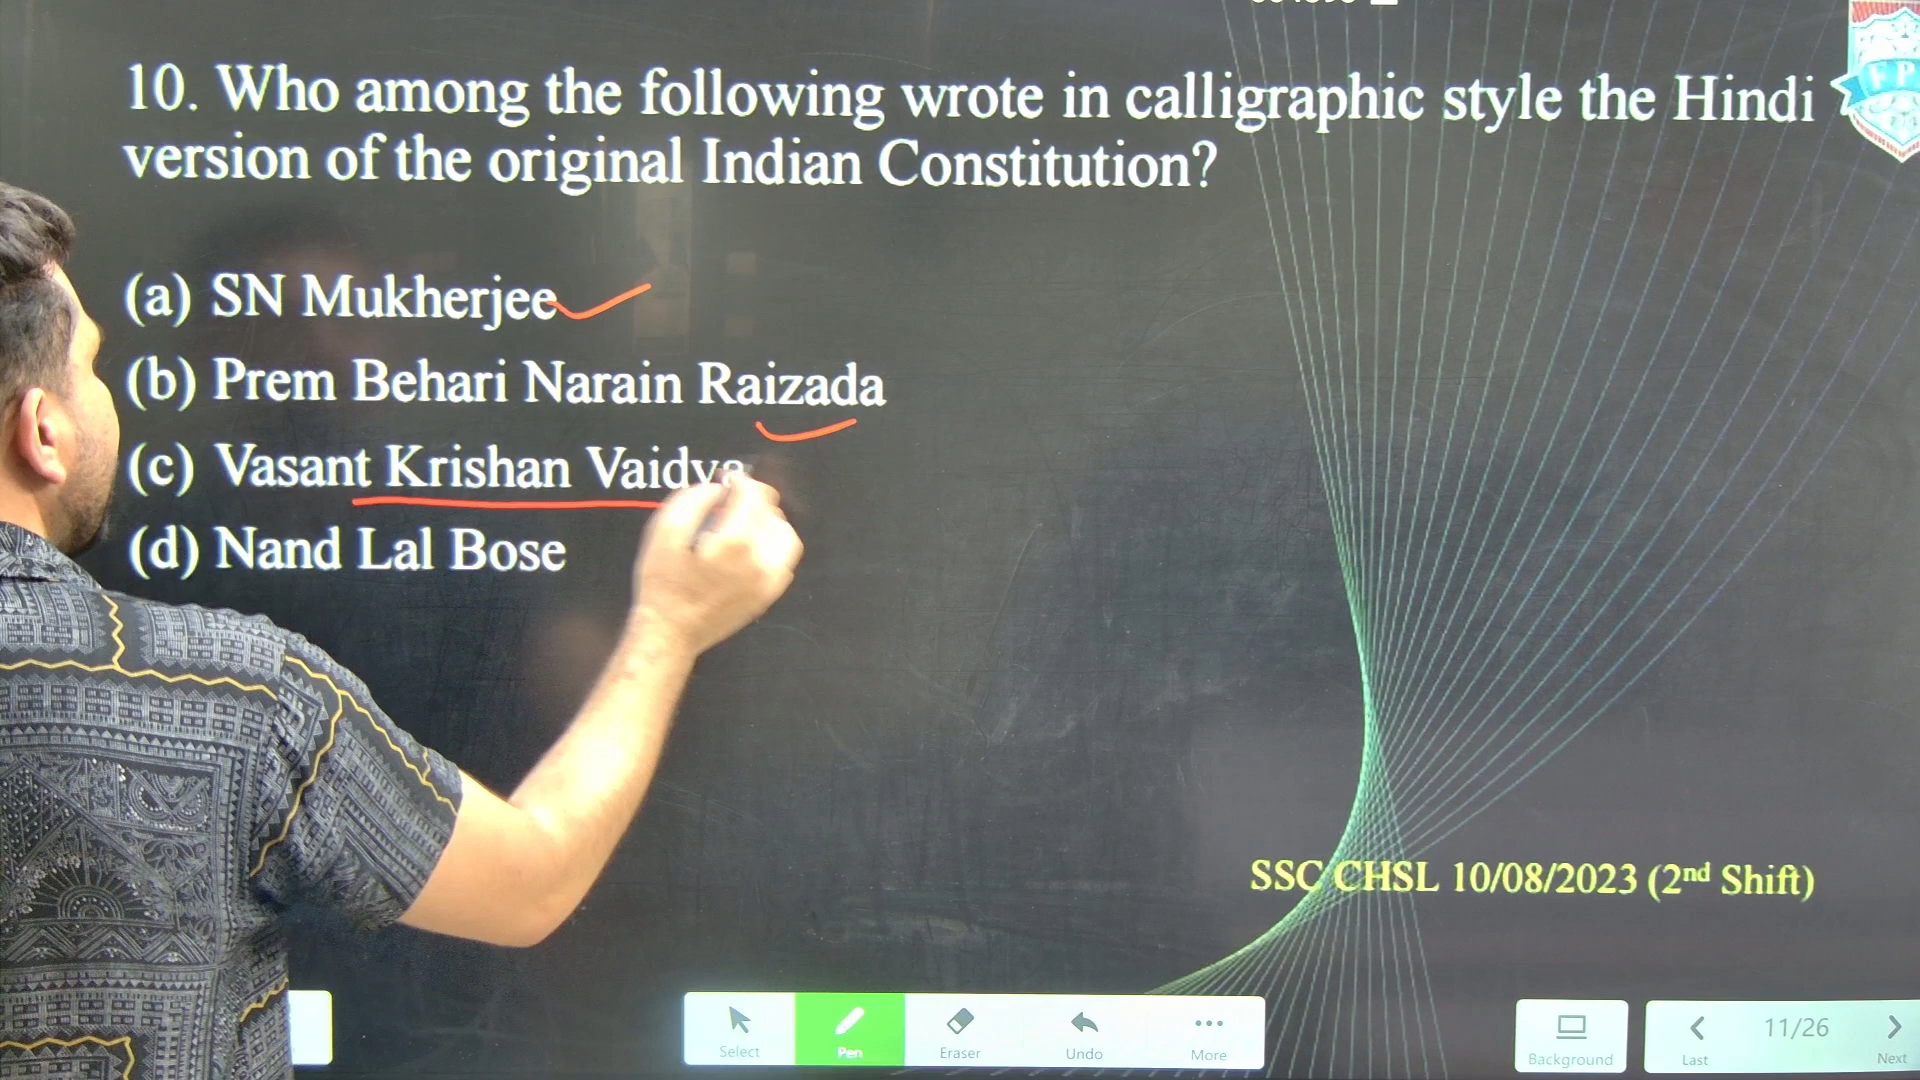 10. Who among the following wrote in calligraphic style the Hindi
version of the original Indian Constitution?
(a) SN Mukherjee
(b) Prem Behari Narain Raizada
(c) Vasant Krishan Vaidya
(d) Nand Lal Bose
SSC CHSL 10/08/2023 (2nd Shift)
Select Pen Eraser Undo More
Background
Last 11/26 Next